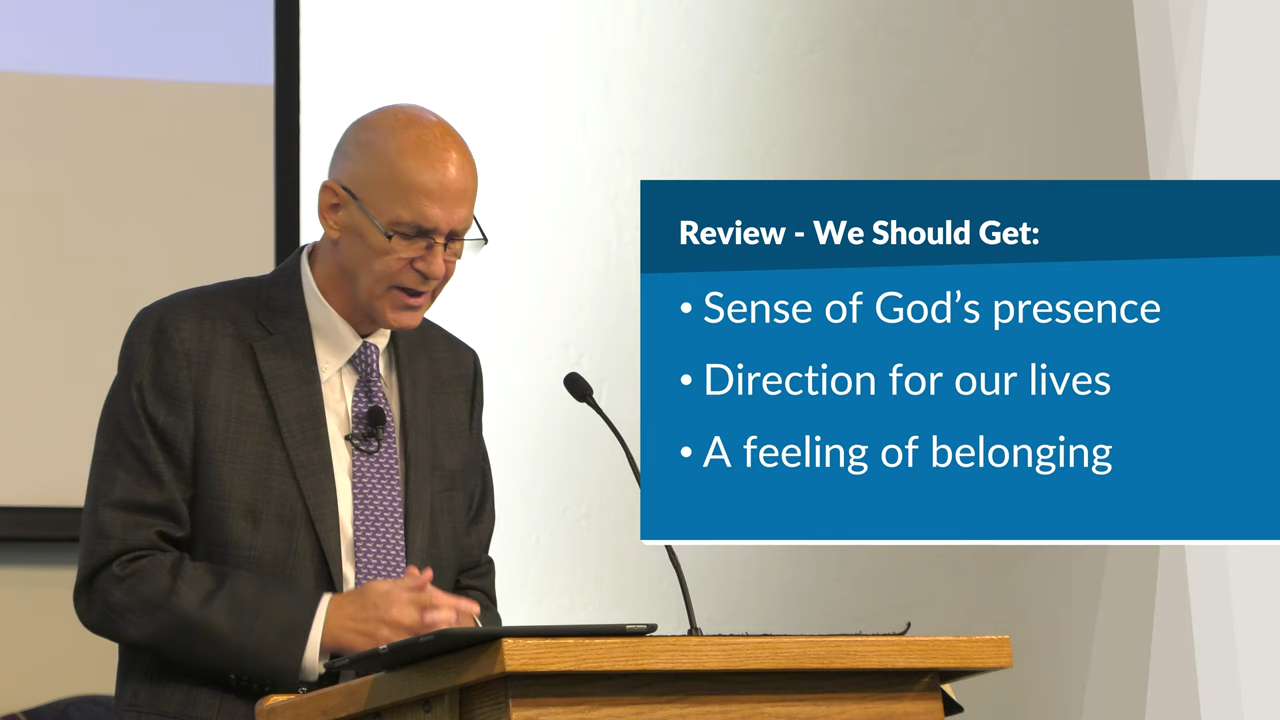 Review - We Should Get:
• Sense of God's presence
• Direction for our lives
• A feeling of belonging